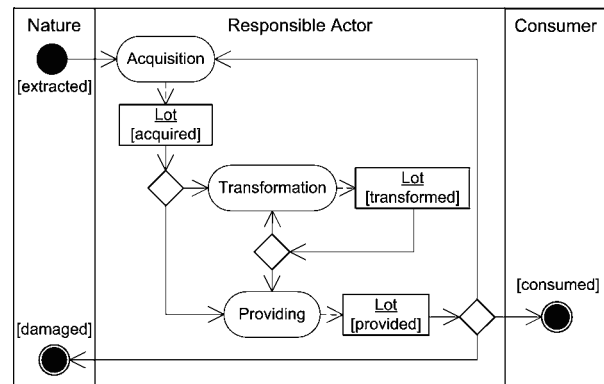 Nature
Responsible Actor
Consumer
Acquisition
[extracted]
Lot
[acquired]
Transformation
Lot
[transformed]
Providing
Lot
[provided]
[consumed]
[damaged]